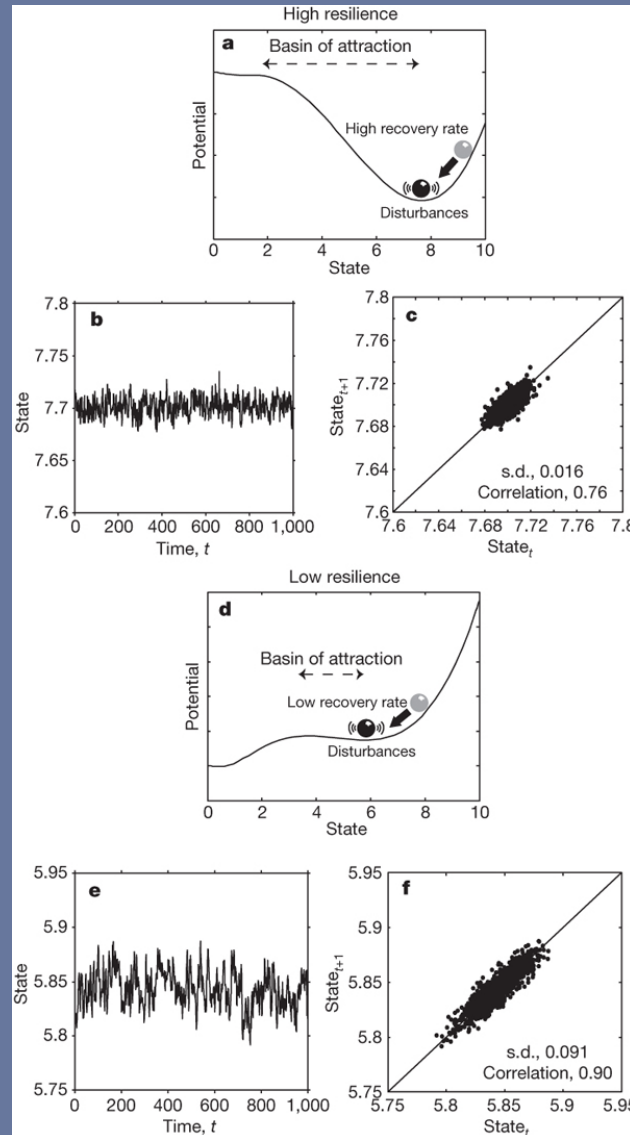 High resilience
a
Basin of attraction
High recovery rate
Disturbances
Potential
0 2 4 6 8 10
State
b
7.8
7.75
7.7
7.65
7.6
State
0 200 400 600 800 1,000
Time, t
c
7.8
7.76
7.72
7.68
7.64
7.6
State t+1
s.d., 0.016
Correlation, 0.76
7.6 7.64 7.68 7.72 7.76 7.8
State t
Low resilience
d
Basin of attraction
Low recovery rate
Disturbances
Potential
0 2 4 6 8 10
State
e
5.95
5.9
5.85
5.8
5.75
State
0 200 400 600 800 1,000
Time, t
f
5.95
5.9
5.85
5.8
5.75
State t+1
s.d., 0.091
Correlation, 0.90
5.75 5.8 5.85 5.9 5.95
State t